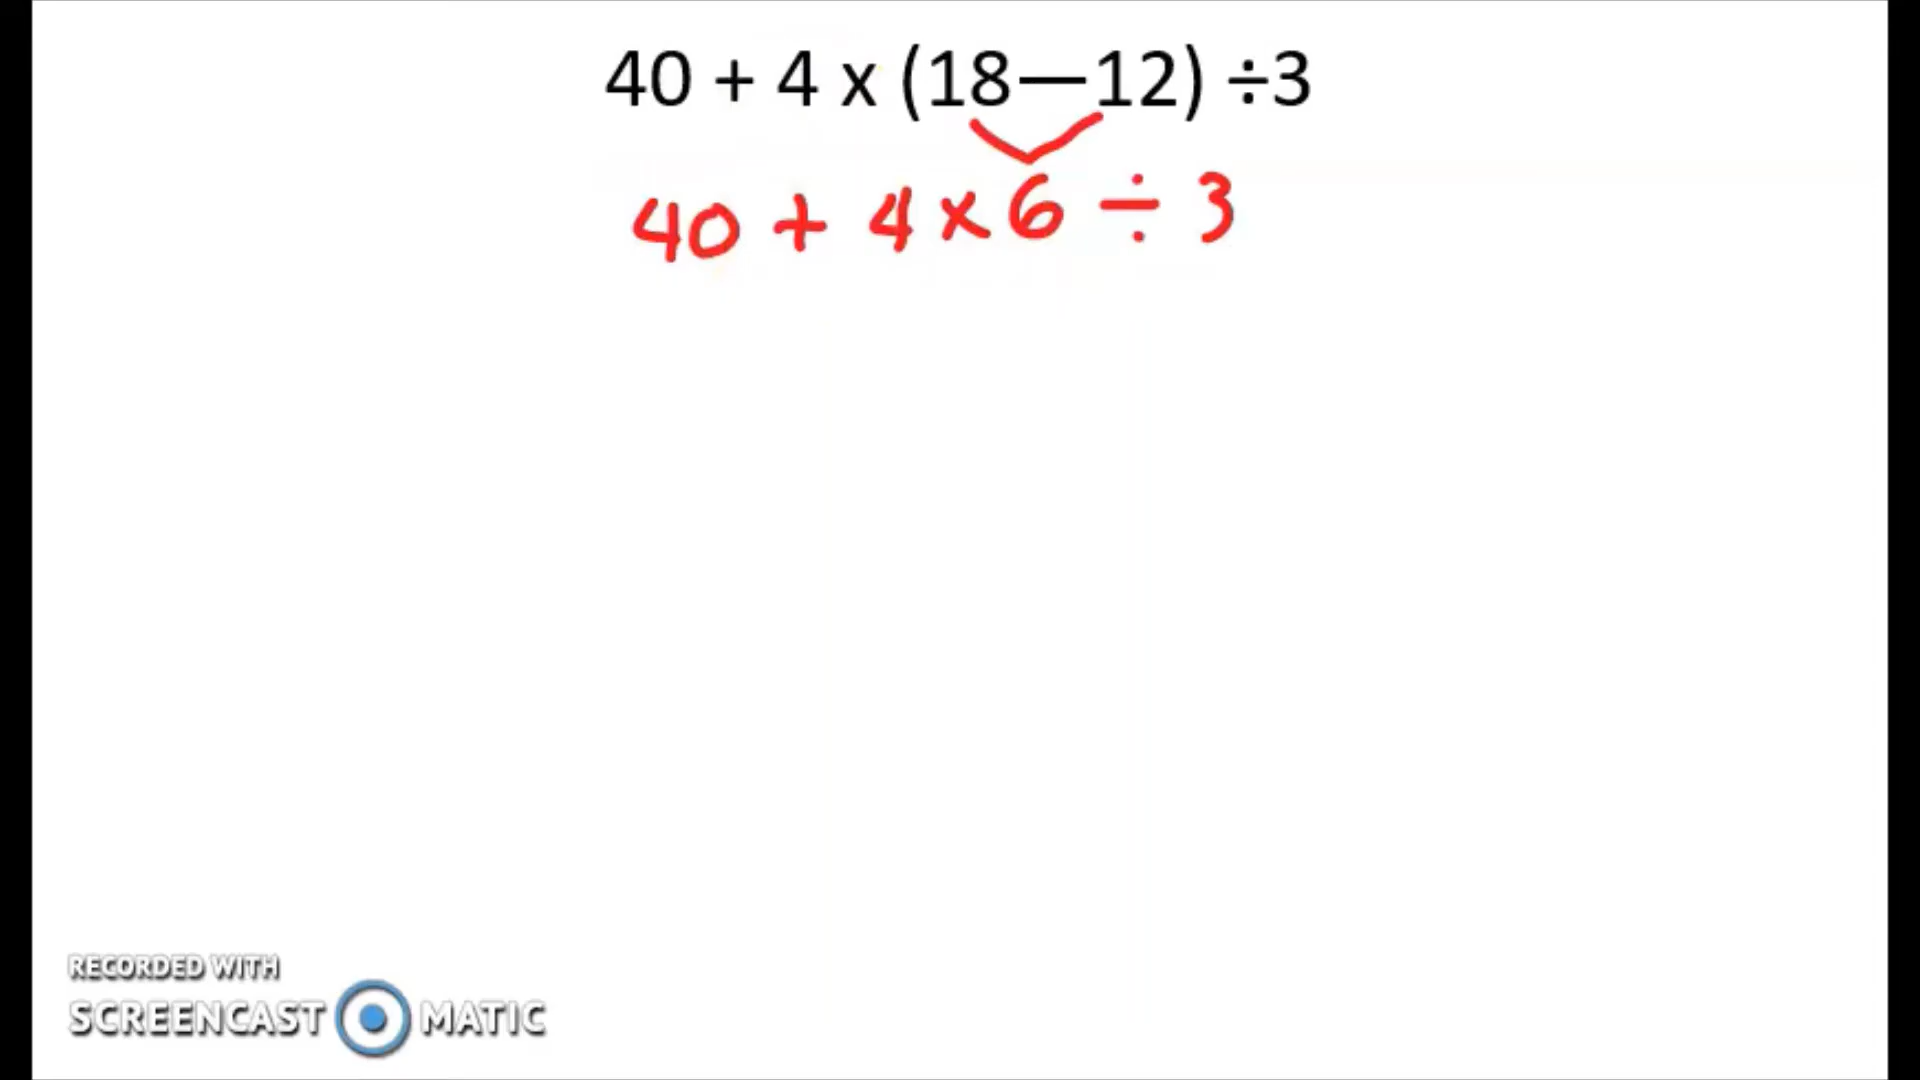 40 + 4 x (18—12) ÷3
40 + 4 x 6 ÷ 3
RECORDED WITH
SCREENCAST MATIC